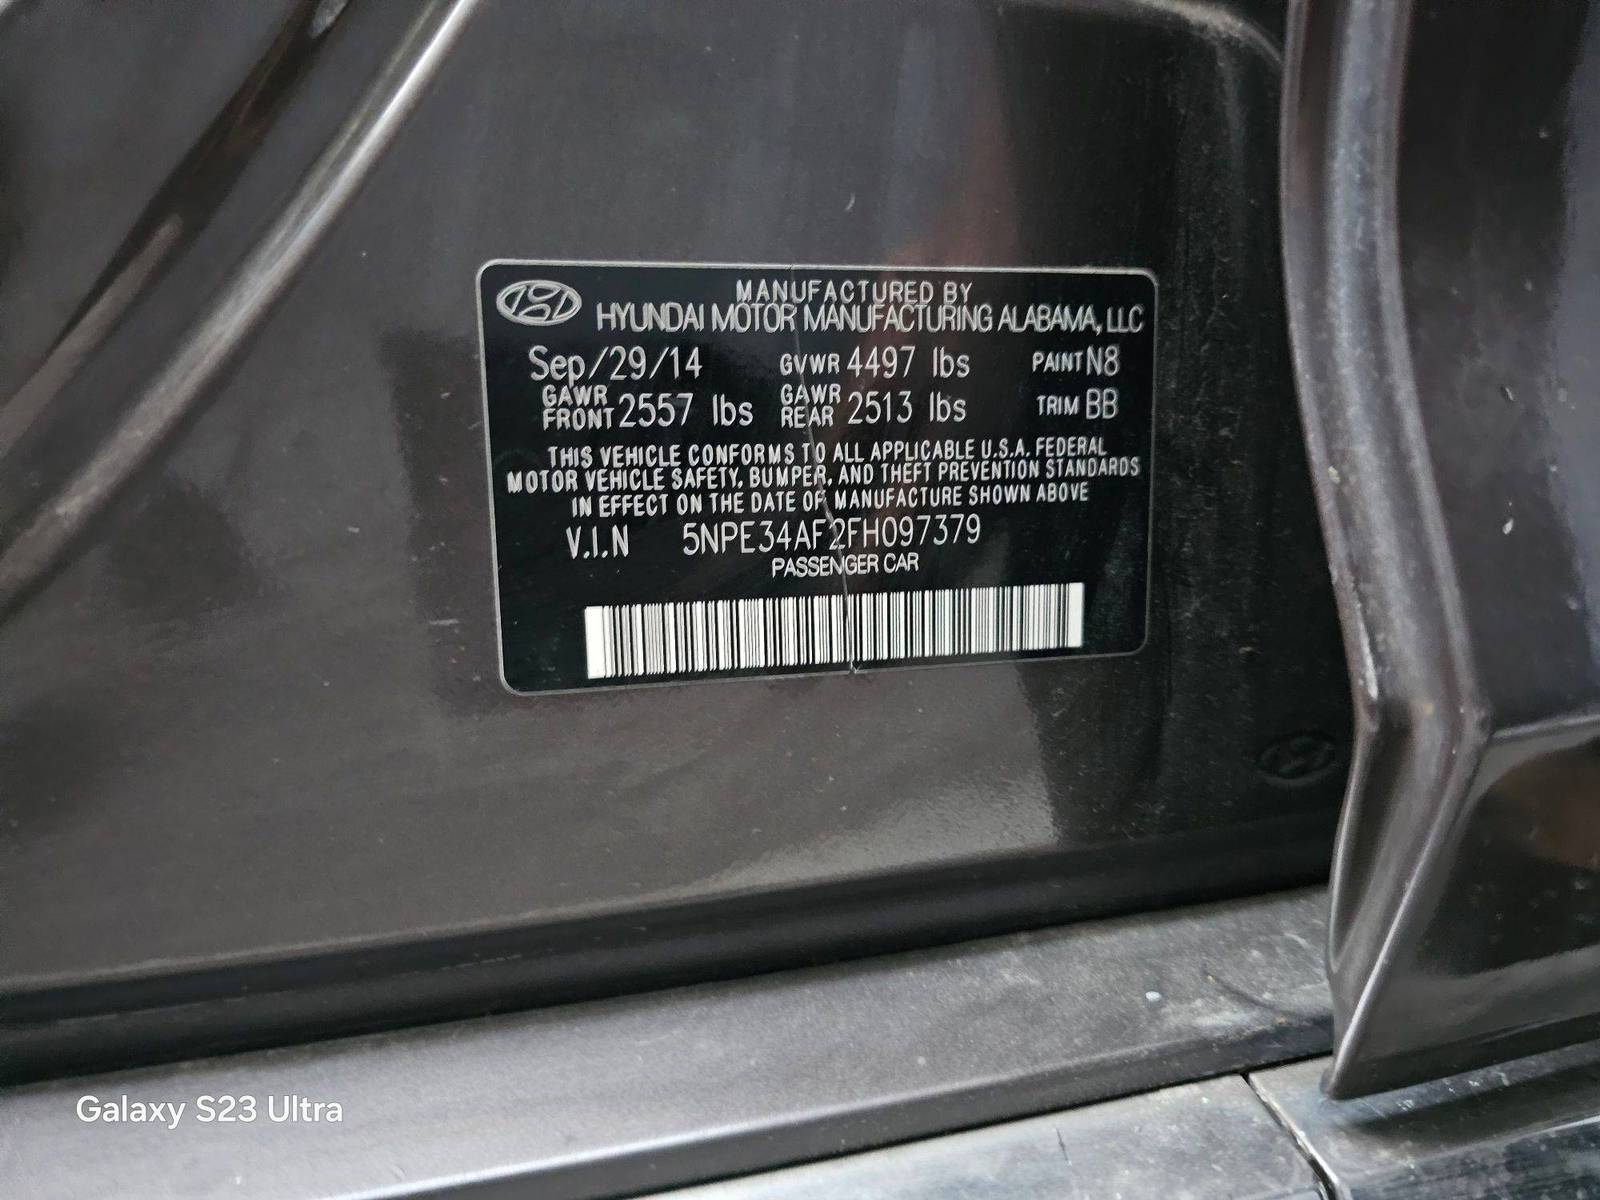 MANUFACTURED BY
HYUNDAI MOTOR MANUFACTURING ALABAMA, LLC
Sep/29/14 GVWR 4497 lbs PAINT N8
GAWR FRONT 2557 lbs GAWR REAR 2513 lbs TRIM BB
THIS VEHICLE CONFORMS TO ALL APPLICABLE U.S.A. FEDERAL
MOTOR VEHICLE SAFETY, BUMPER, AND THEFT PREVENTION STANDARDS
IN EFFECT ON THE DATE OF MANUFACTURE SHOWN ABOVE
V.I.N 5NPE34AF2FH097379
PASSENGER CAR
Galaxy S23 Ultra